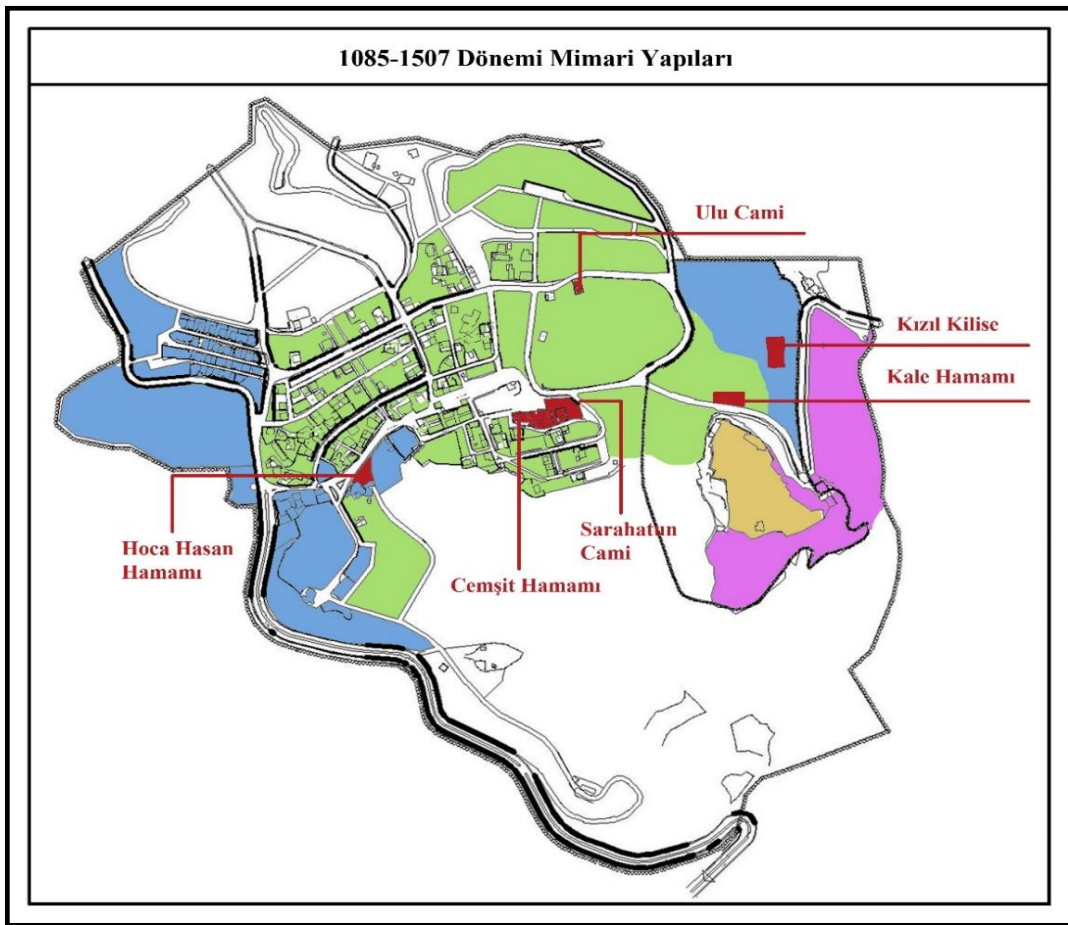 1085-1507 Dönemi Mimari Yapıları
Ulu Cami
Kızıl Kilise
Kale Hamamı
Hoca Hasan
Hamamı
Cemşit Hamamı
Sarahatun
Cami